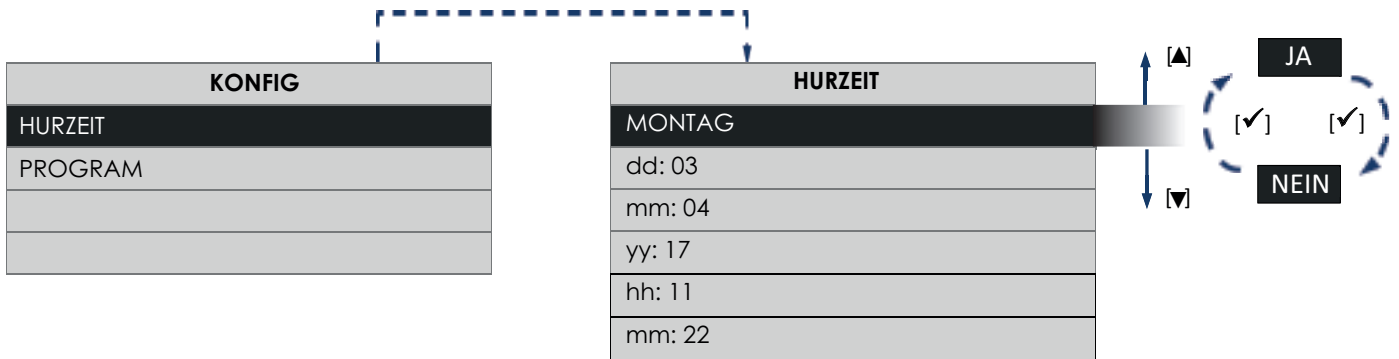 KONFIG
HURZEIT
PROGRAM
HURZEIT
MONTAG
dd: 03
mm: 04
yy: 17
hh: 11
mm: 22
[▲]
[▼]
JA
[✓] [✓]
NEIN